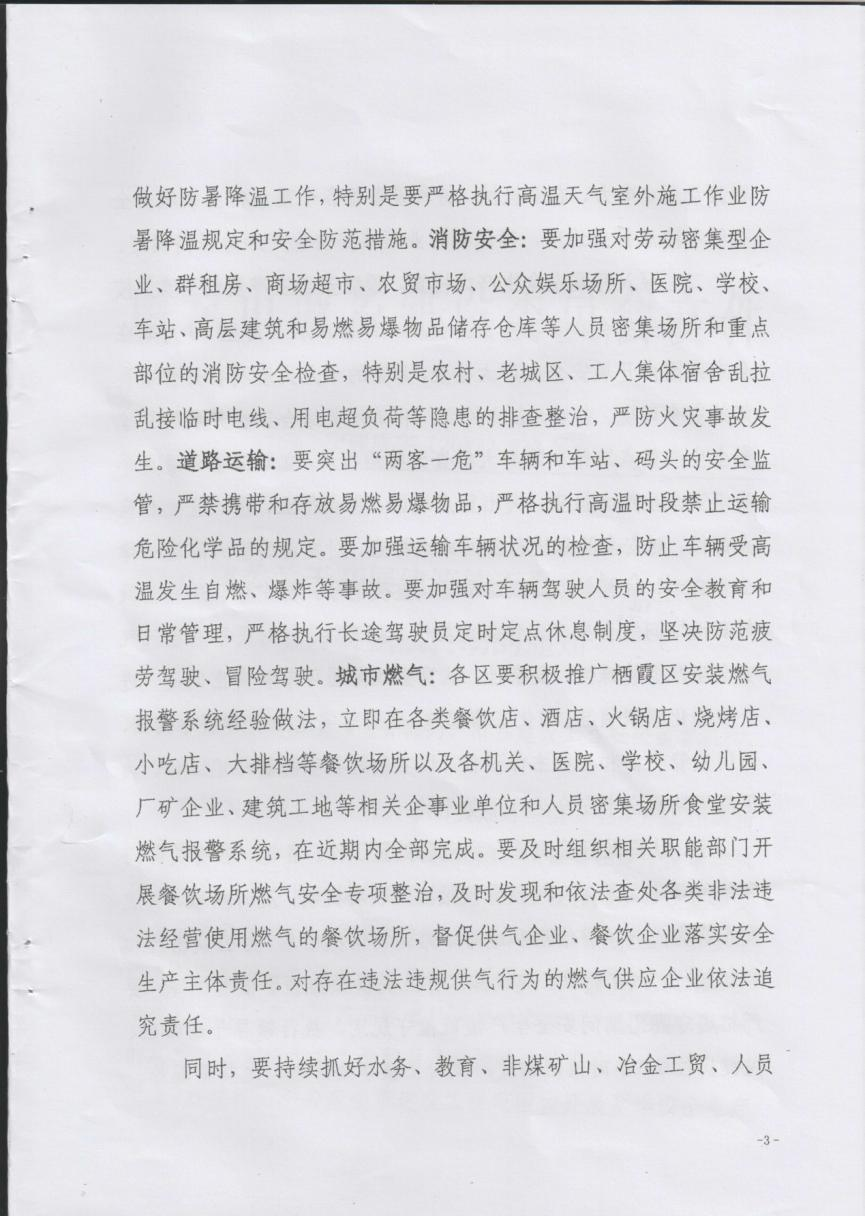 做好防暑降温工作，特别是要严格执行高温天气室外施工作业防
暑降温规定和安全防范措施。消防安全：要加强对劳动密集型企
业、群租房、商场超市、农贸市场、公众娱乐场所、医院、学校、
车站、高层建筑和易燃易爆物品储存仓库等人员密集场所和重点
部位的消防安全检查，特别是农村、老城区、工人集体宿舍乱拉
乱接临时电线、用电超负荷等隐患的排查整治，严防火灾事故发
生。道路运输：要突出“两客一危”车辆和车站、码头的安全监
管，严禁携带和存放易燃易爆物品，严格执行高温时段禁止运输
危险化学品的规定。要加强运输车辆状况的检查，防止车辆受高
温发生自燃、爆炸等事故。要加强对车辆驾驶人员的安全教育和
日常管理，严格执行长途驾驶员定时定点休息制度，坚决防范疲
劳驾驶、冒险驾驶。城市燃气：各区要积极推广栖霞区安装燃气
报警系统经验做法，立即在各类餐饮店、酒店、火锅店、烧烤店、
小吃店、大排档等餐饮场所以及各机关、医院、学校、幼儿园、
厂矿企业、建筑工地等相关企事业单位和人员密集场所食堂安装
燃气报警系统，在近期内全部完成。要及时组织相关职能部门开
展餐饮场所燃气安全专项整治，及时发现和依法查处各类非法违
法经营使用燃气的餐饮场所，督促供气企业、餐饮企业落实安全
生产主体责任。对存在违法违规供气行为的燃气供应企业依法追
究责任。
同时，要持续抓好水务、教育、非煤矿山、冶金工贸、人员
-3-